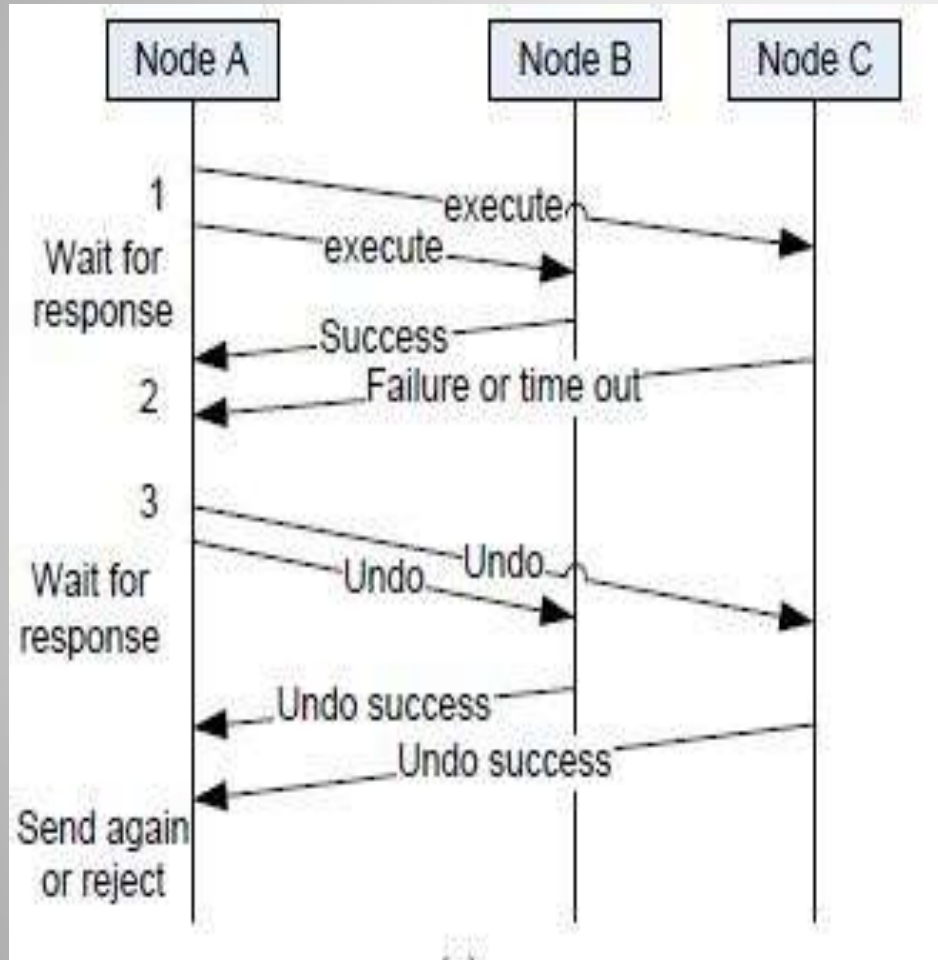 Node A
Node B
Node C
1
execute
execute
Wait for
response
Success
Failure or time out
2
3
Undo
Undo
Wait for
response
Undo success
Undo success
Send again
or reject